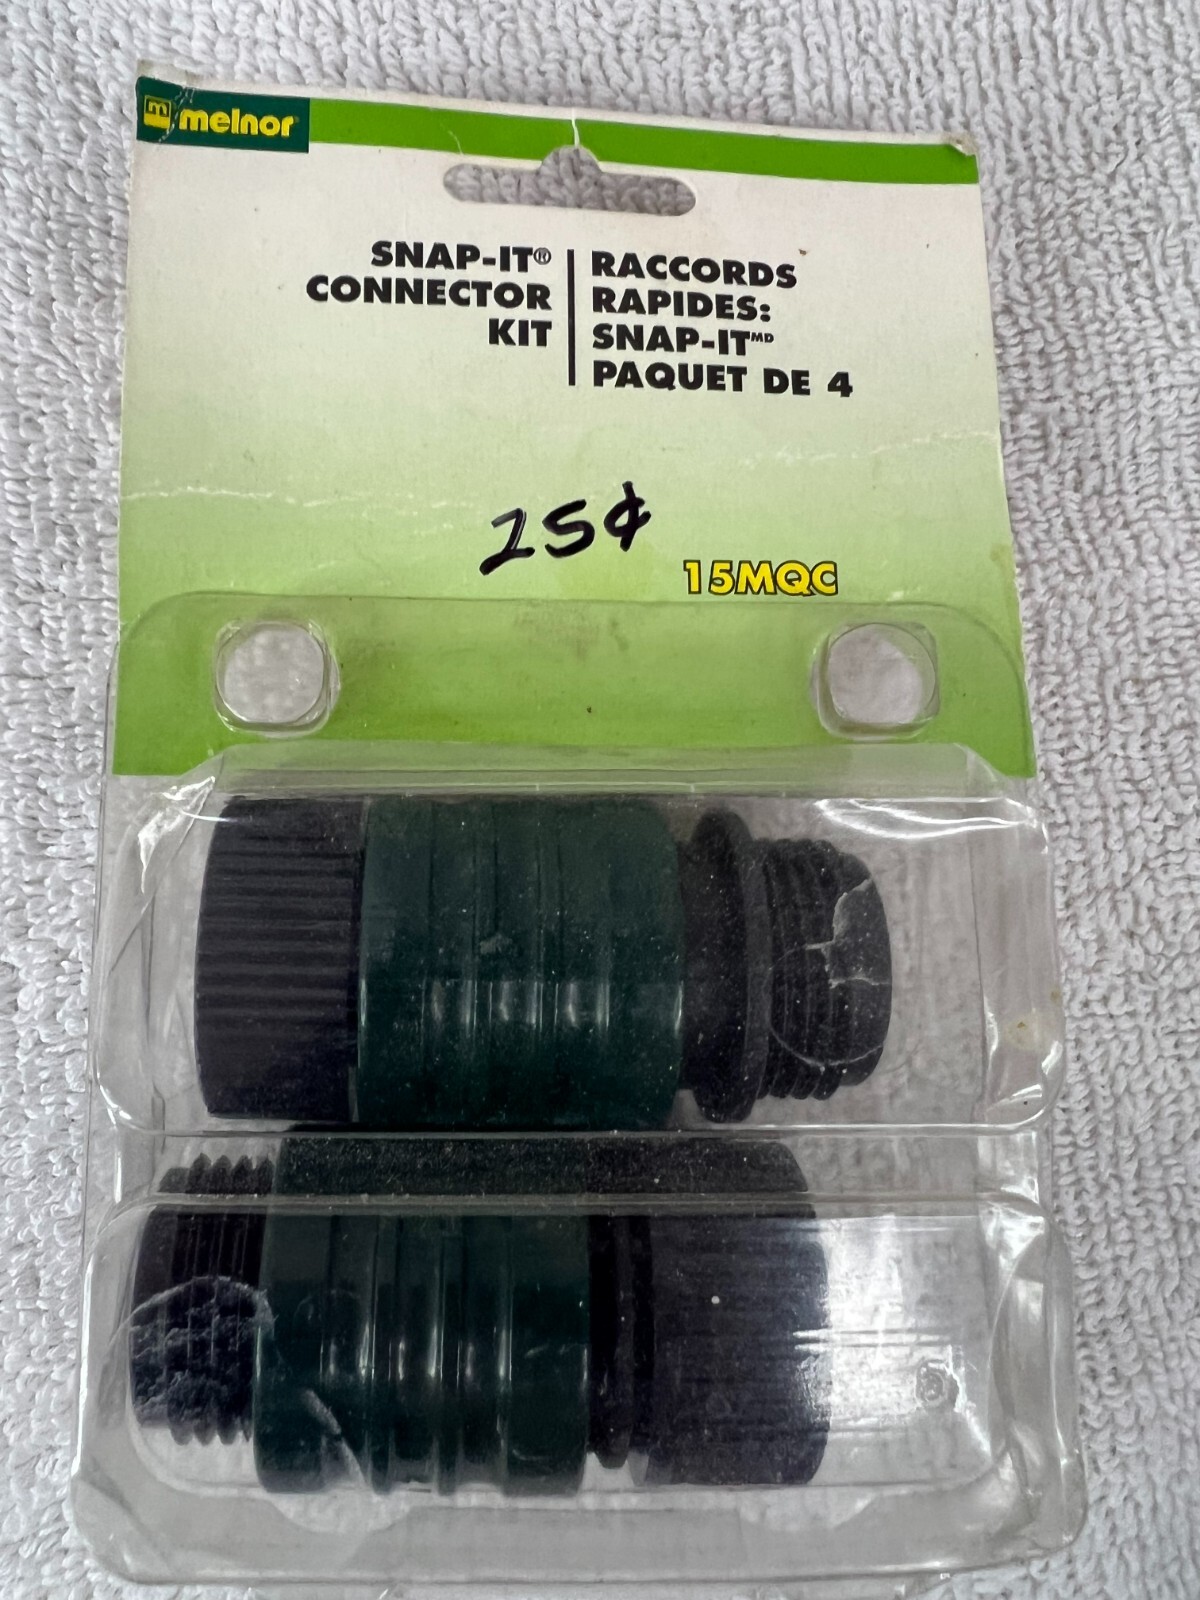 melnor
SNAP-IT®
CONNECTOR
KIT
RACCORDS
RAPIDES:
SNAP-IT MD
PAQUET DE 4
25¢
15MQC